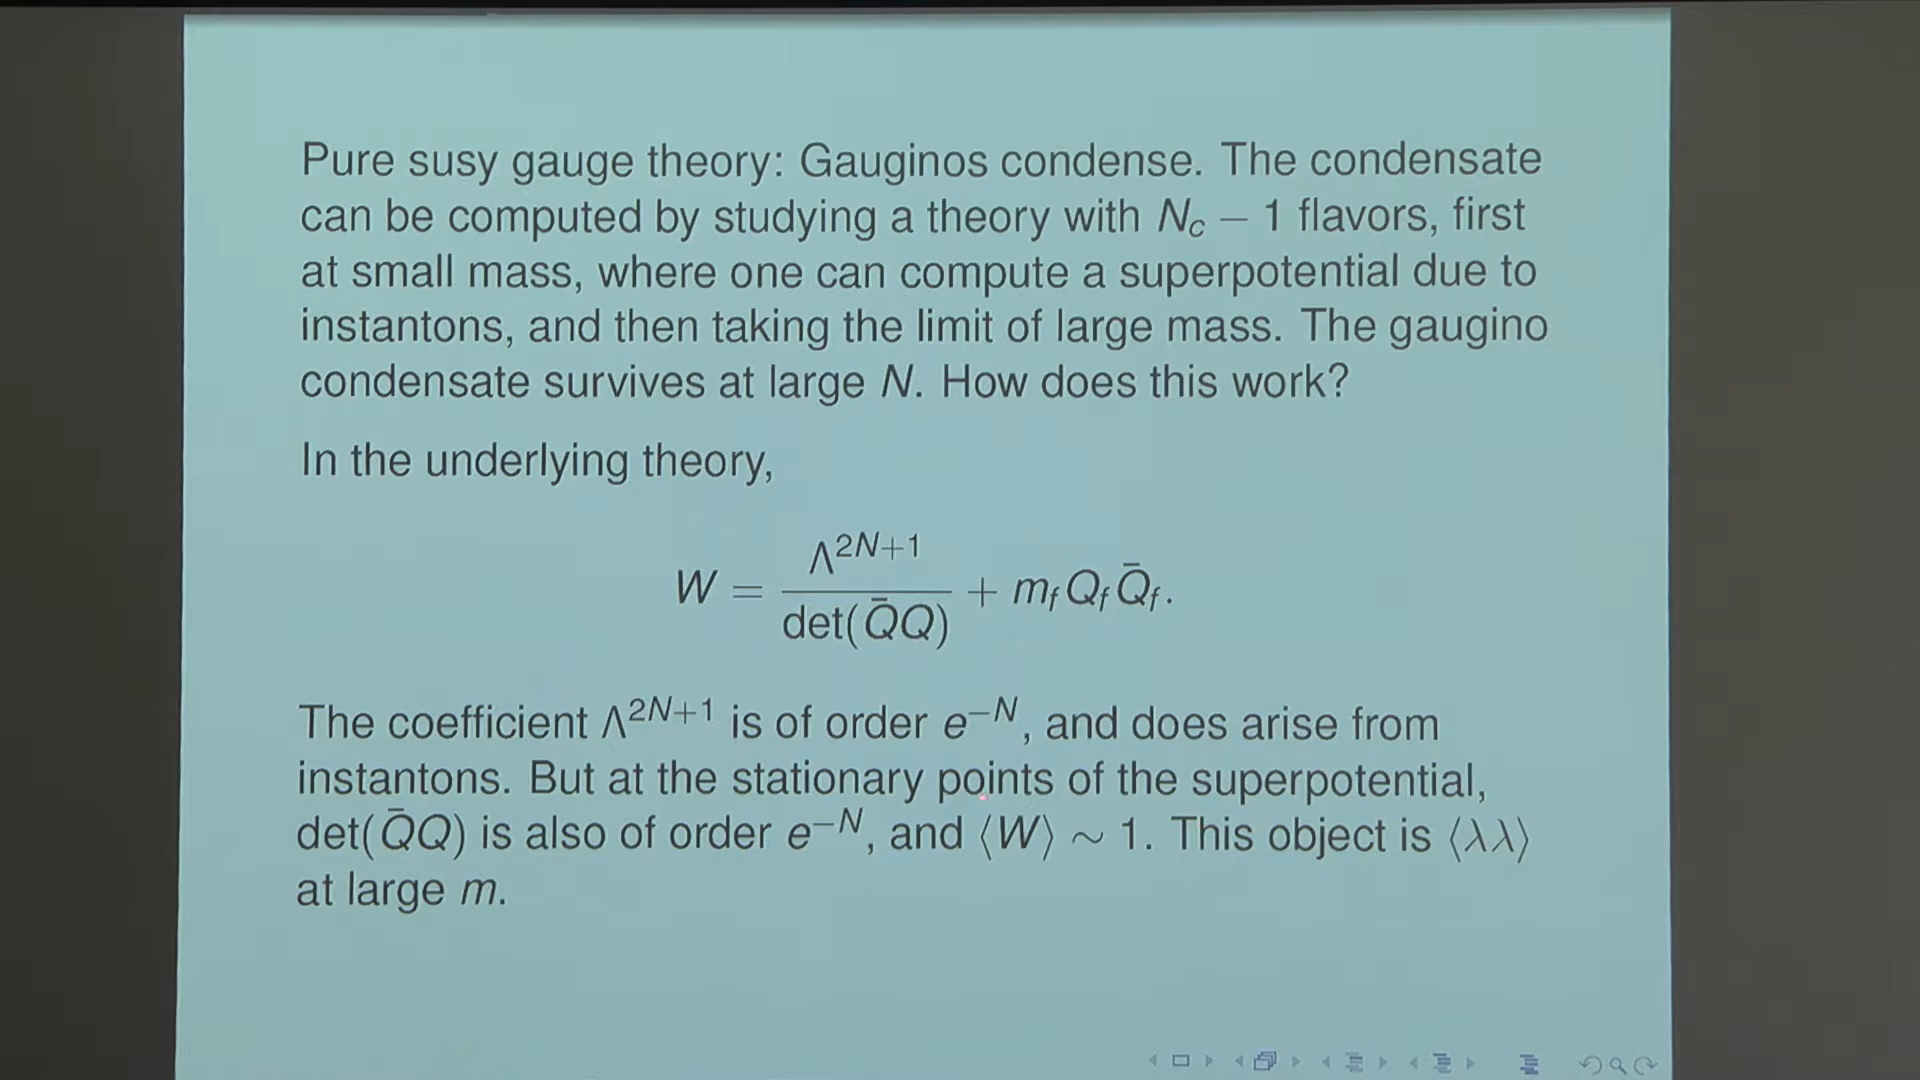 Pure susy gauge theory: Gauginos condense. The condensate
can be computed by studying a theory with N_c − 1 flavors, first
at small mass, where one can compute a superpotential due to
instantons, and then taking the limit of large mass. The gaugino
condensate survives at large N. How does this work?
In the underlying theory,
W = Λ^{2N+1} / det(Q̄Q) + m_f Q_f Q̄_f.
The coefficient Λ^{2N+1} is of order e^{−N}, and does arise from
instantons. But at the stationary points of the superpotential,
det(Q̄Q) is also of order e^{−N}, and ⟨W⟩ ∼ 1. This object is ⟨λλ⟩
at large m.